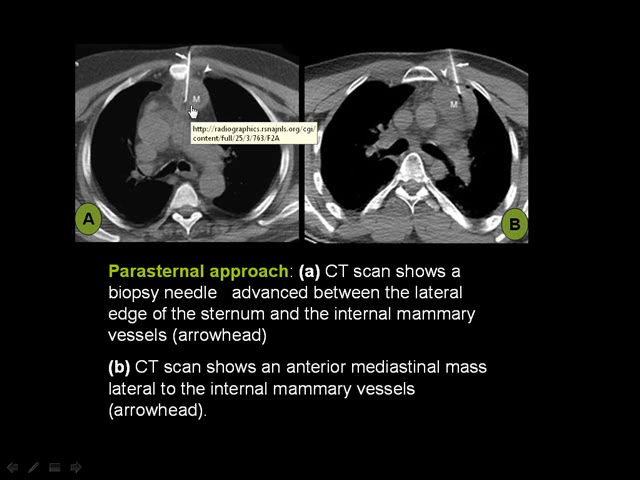 M
M
http://radiographics.rsnajnls.org/cgi/
content/full/25/3/763/F2A
A
B
Parasternal approach: (a) CT scan shows a
biopsy needle advanced between the lateral
edge of the sternum and the internal mammary
vessels (arrowhead)
(b) CT scan shows an anterior mediastinal mass
lateral to the internal mammary vessels
(arrowhead).